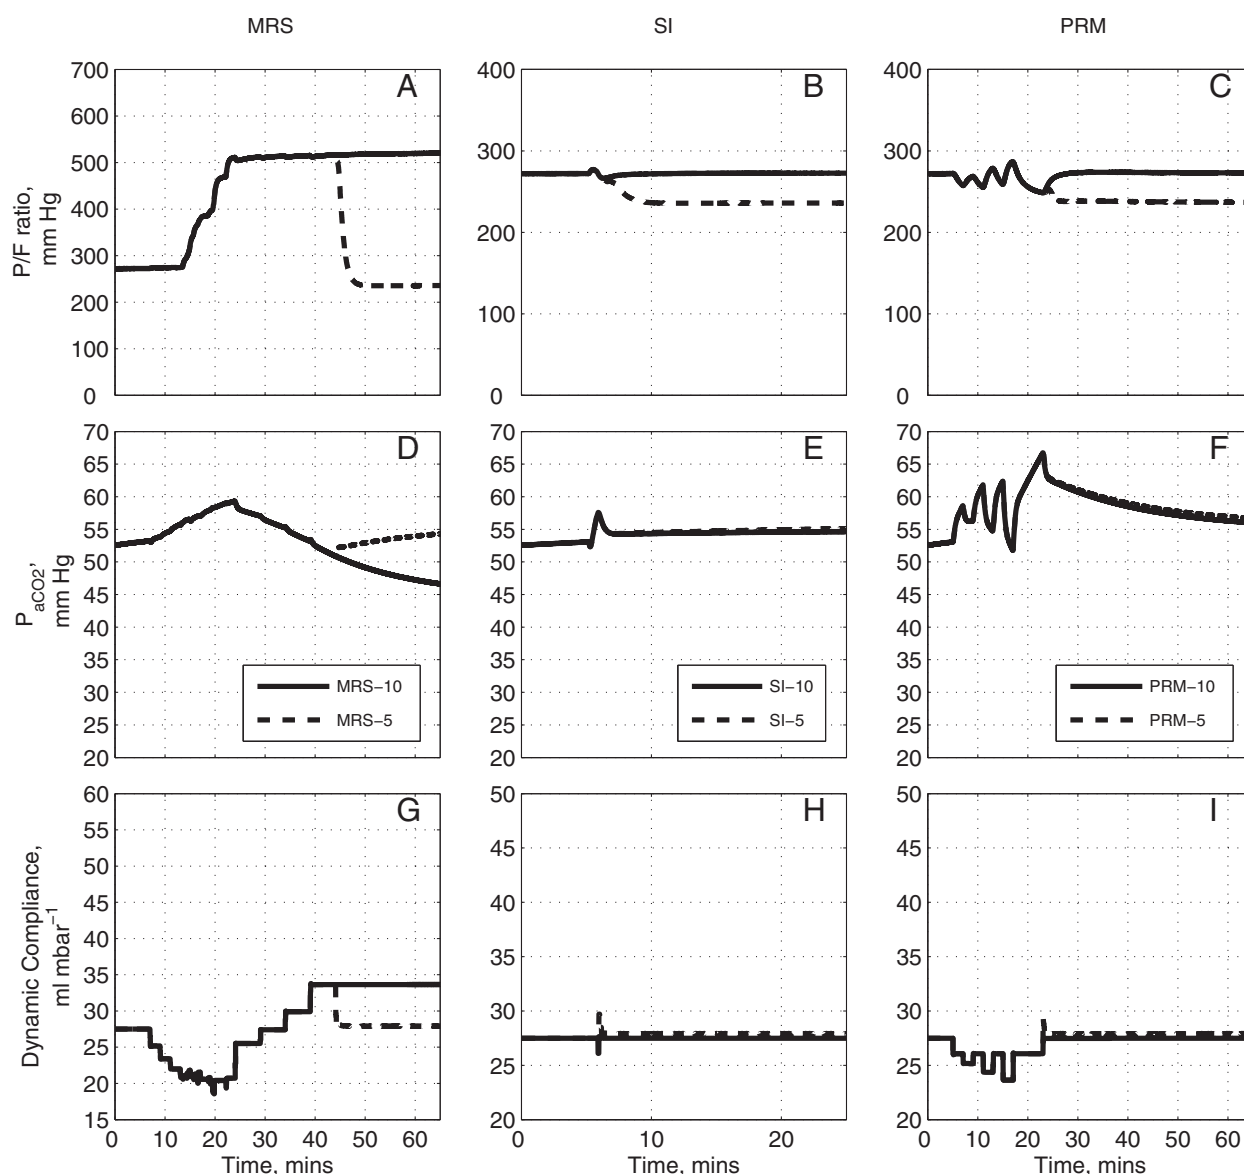 MRS
SI
PRM
P/F ratio,
mm Hg
700
600
500
400
300
200
100
0
A
400
300
200
100
0
B
400
300
200
100
0
C
PaCO2,
mm Hg
70
65
60
55
50
45
40
35
30
25
20
D
MRS–10
MRS–5
70
65
60
55
50
45
40
35
30
25
20
E
SI–10
SI–5
70
65
60
55
50
45
40
35
30
25
20
F
PRM–10
PRM–5
Dynamic Compliance,
ml mbar−1
60
55
50
45
40
35
30
25
20
15
G
0 10 20 30 40 50 60
Time, mins
50
45
40
35
30
25
20
H
0 10 20
Time, mins
50
45
40
35
30
25
20
I
0 10 20 30 40 50 60
Time, mins